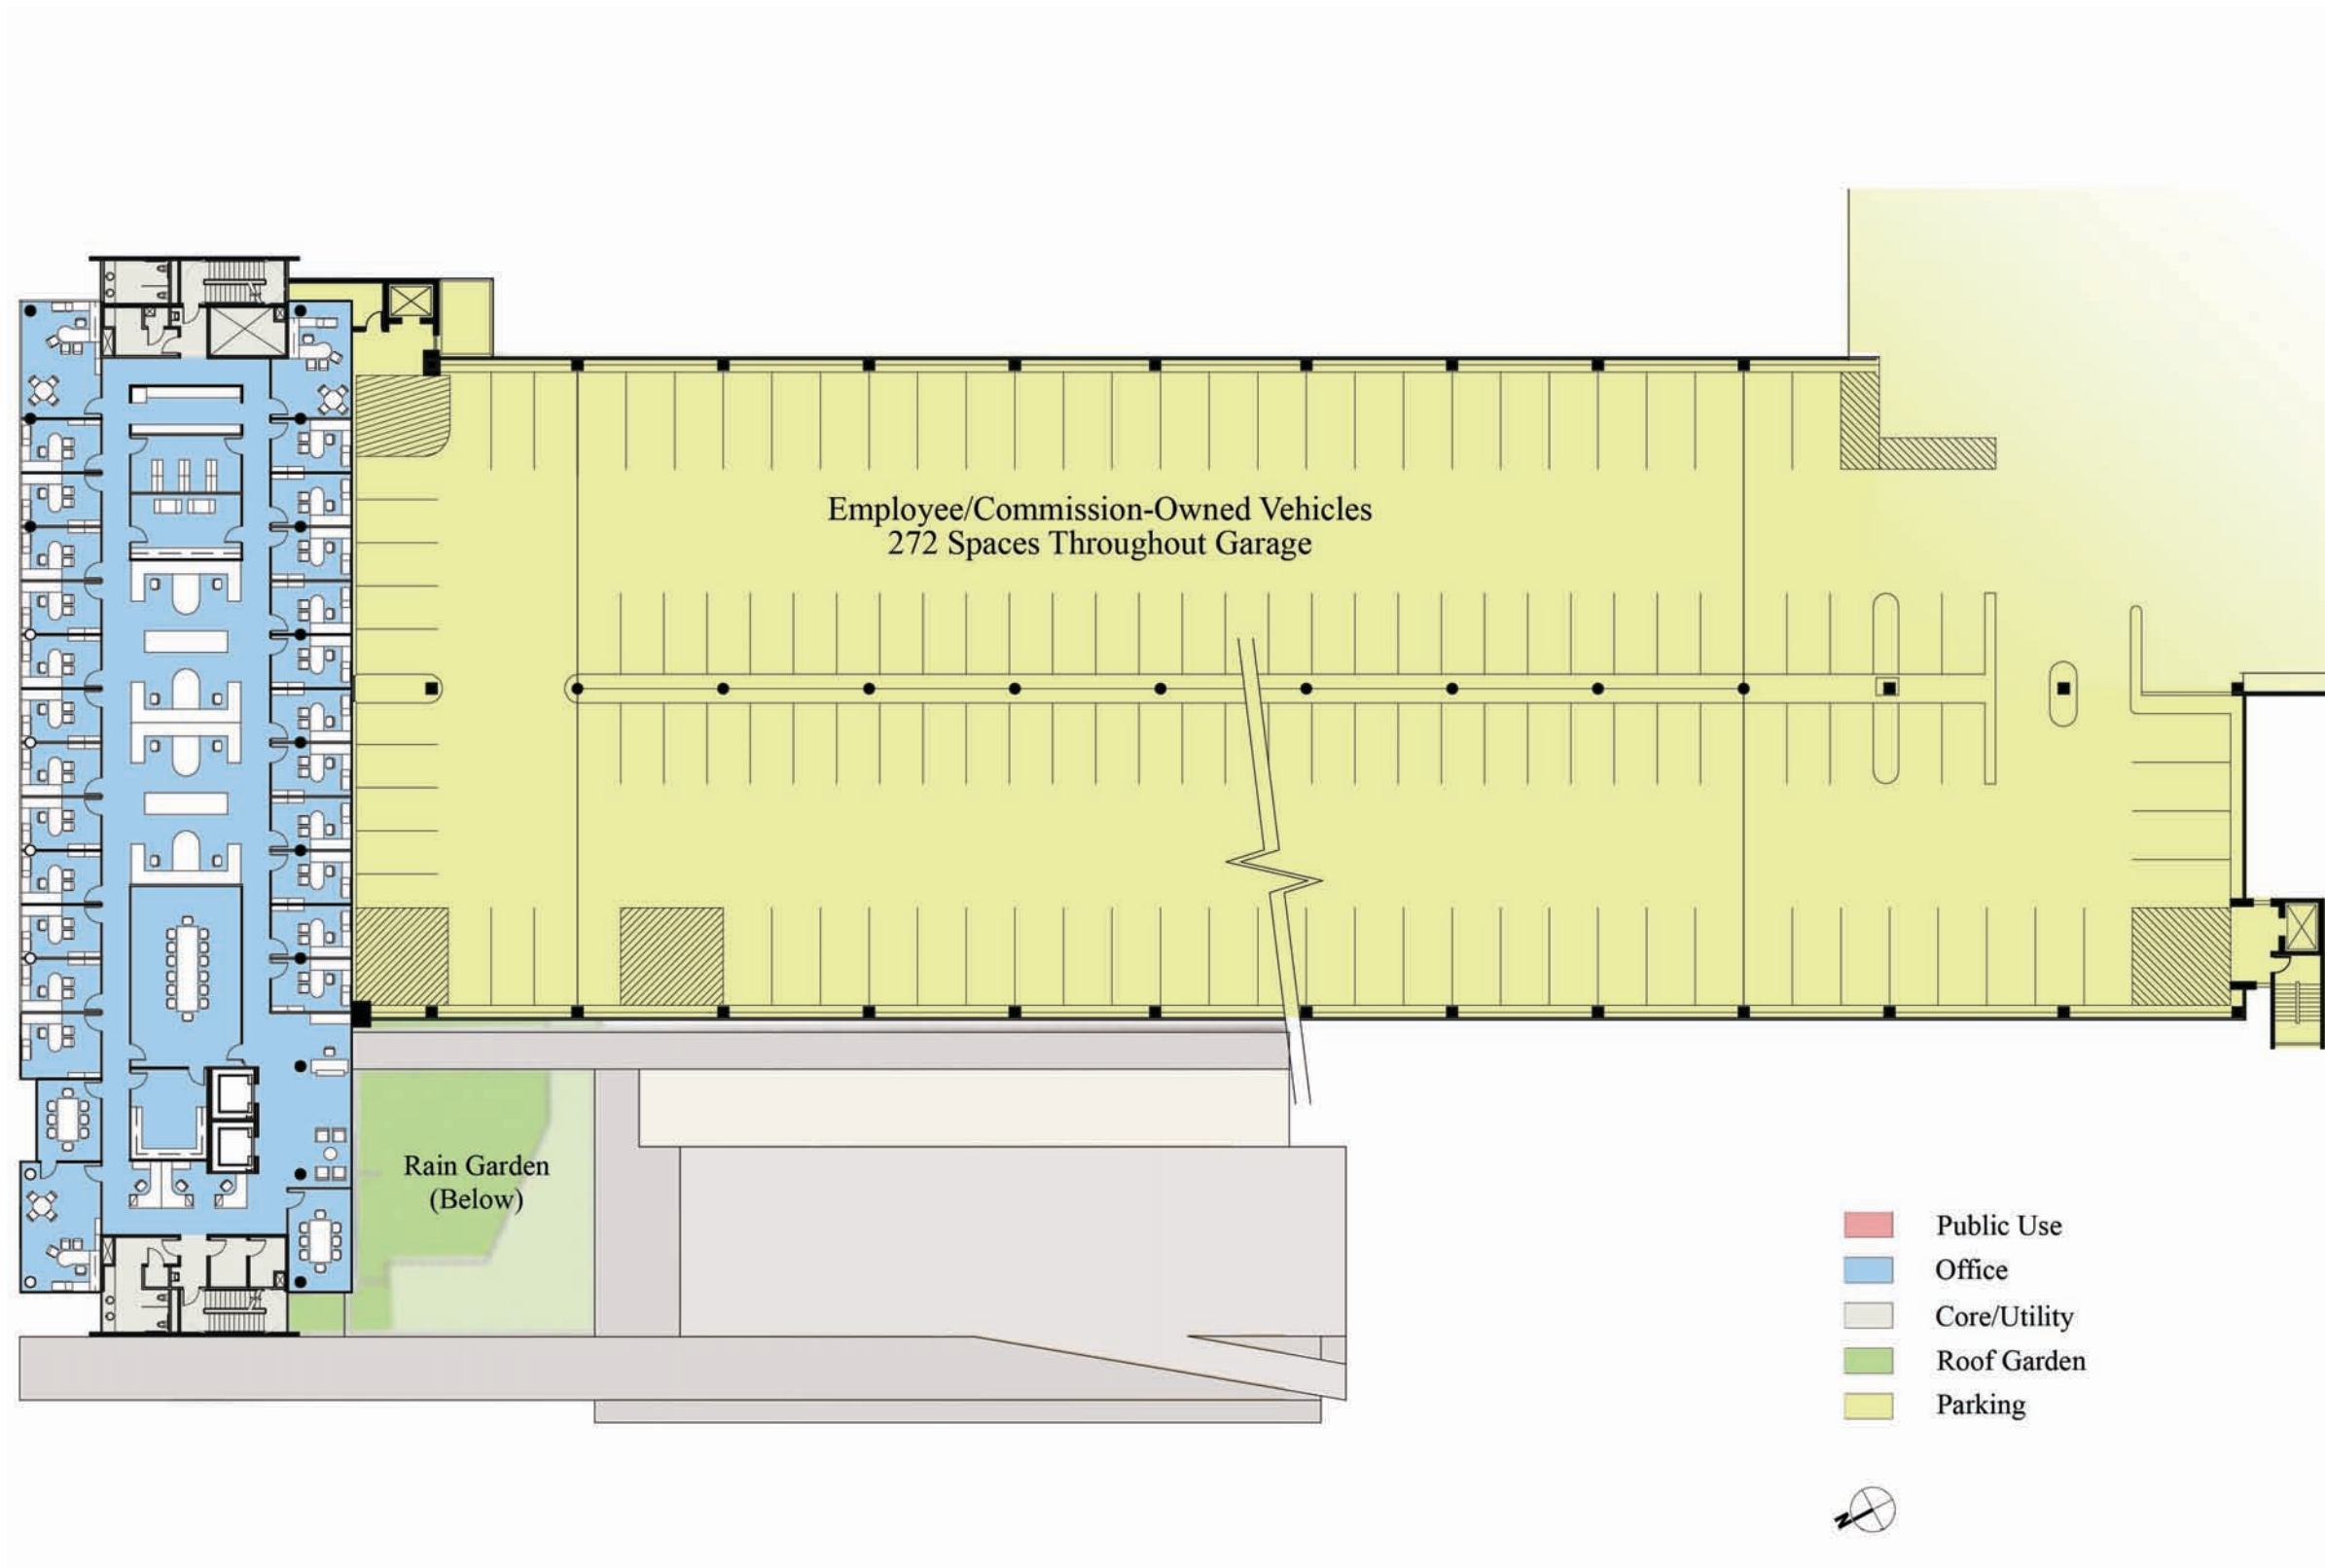 Employee/Commission-Owned Vehicles
272 Spaces Throughout Garage
Rain Garden
(Below)
Public Use
Office
Core/Utility
Roof Garden
Parking
N